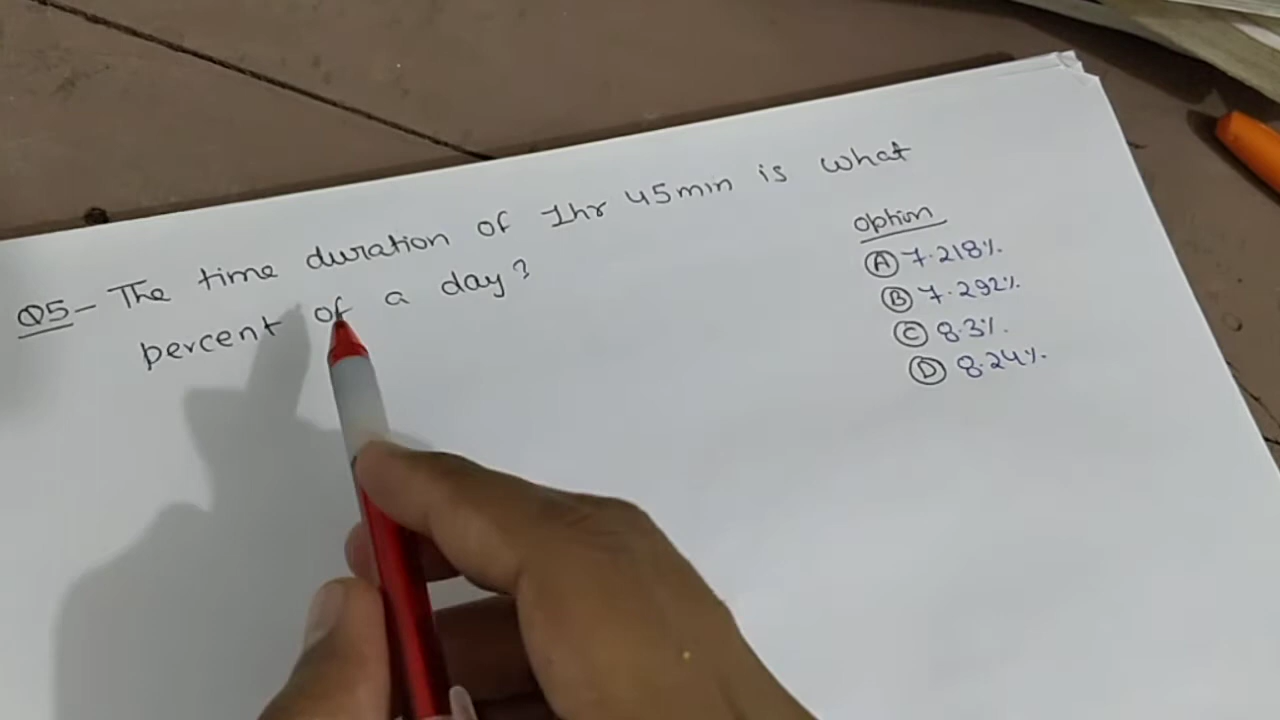 Q5- The time duration of 1hr 45min is what
percent of a day?
option
(A) 7.218%.
(B) 7.292%.
(C) 8.3%.
(D) 8.24%.